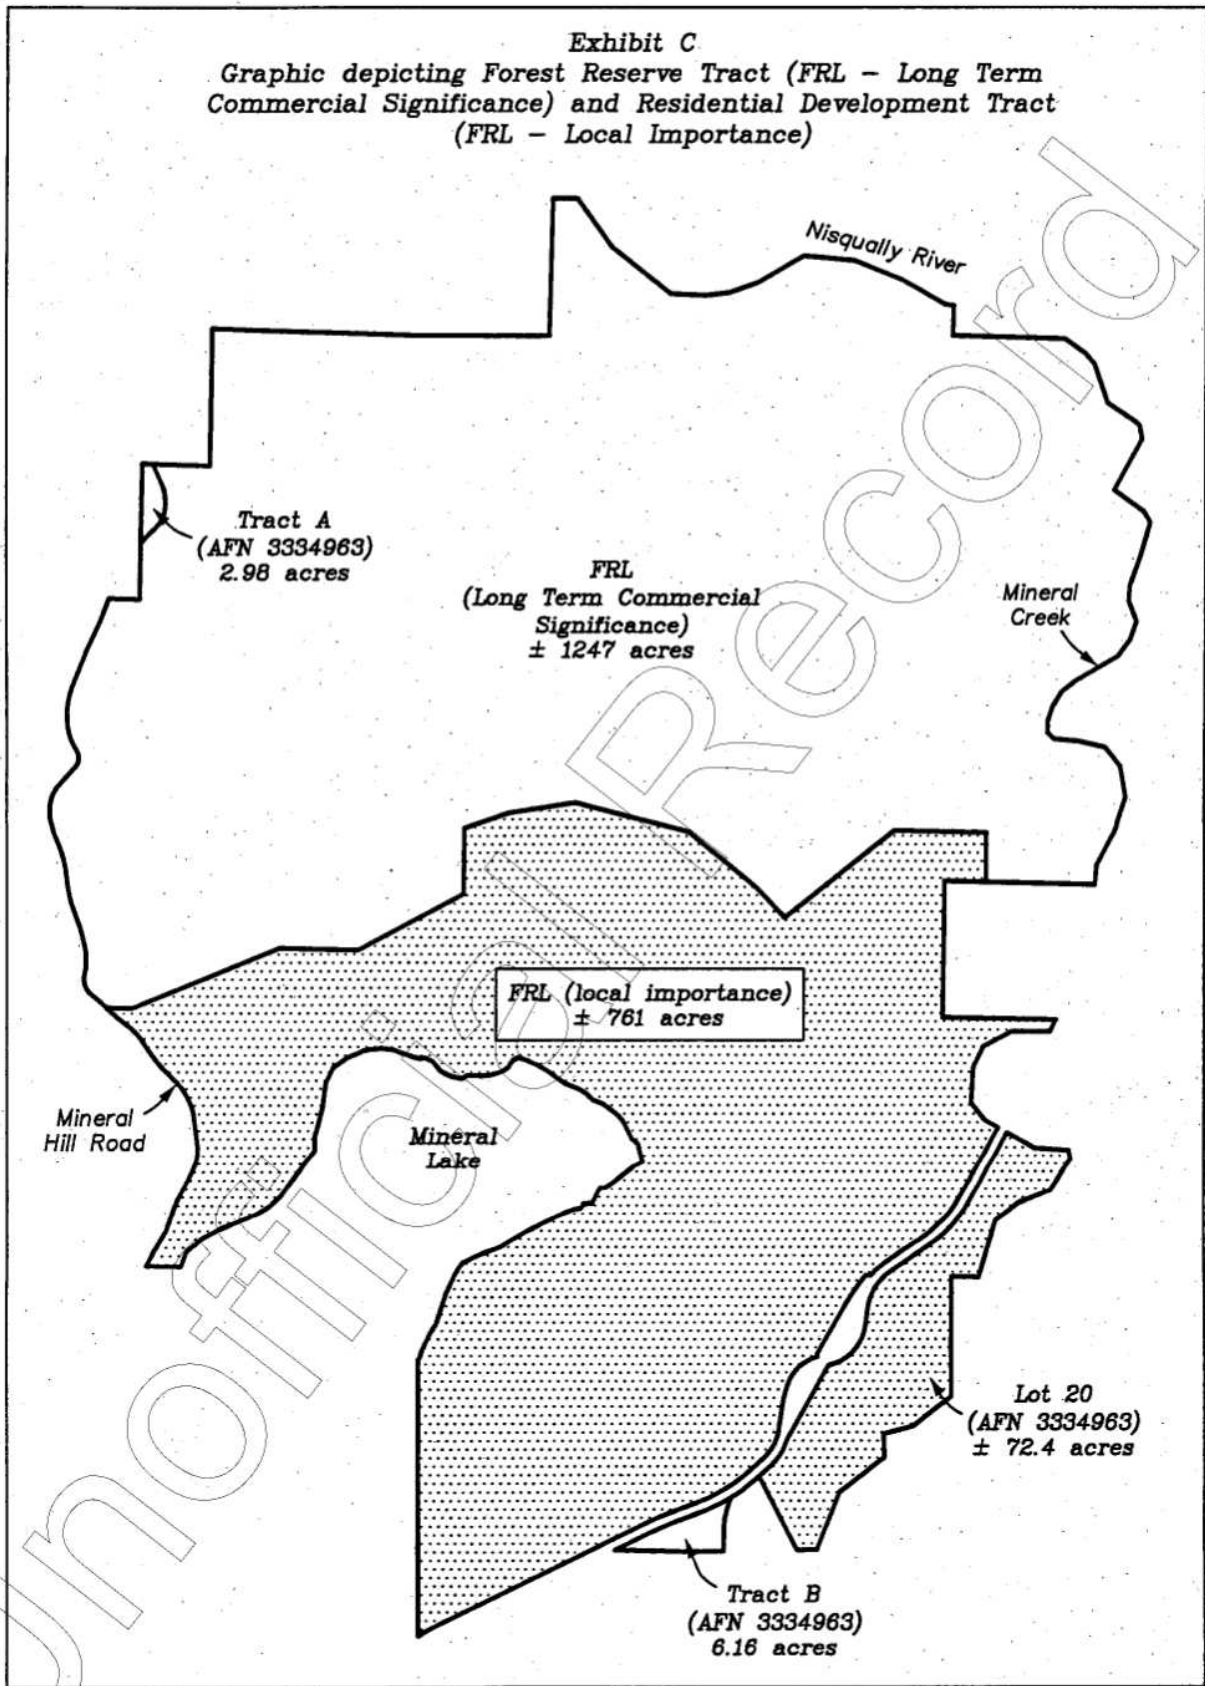 Exhibit C
Graphic depicting Forest Reserve Tract (FRL - Long Term
Commercial Significance) and Residential Development Tract
(FRL - Local Importance)
Nisqually River
Tract A
(AFN 3334963)
2.98 acres
FRL
(Long Term Commercial
Significance)
± 1247 acres
Mineral
Creek
FRL (local importance)
± 761 acres
Mineral
Hill Road
Mineral
Lake
Lot 20
(AFN 3334963)
± 72.4 acres
Tract B
(AFN 3334963)
6.16 acres
Unofficial Record